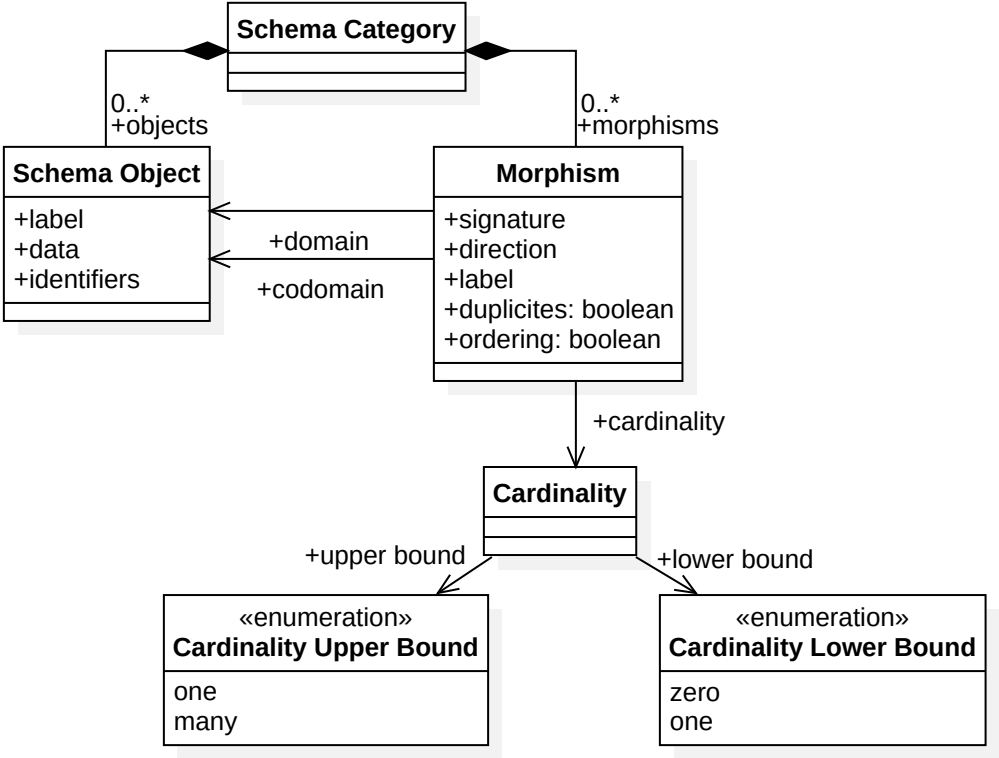 Schema Category
0..*
+objects
0..*
+morphisms
Schema Object
+label
+data
+identifiers
Morphism
+signature
+direction
+label
+duplicites: boolean
+ordering: boolean
+domain
+codomain
+cardinality
Cardinality
+upper bound
+lower bound
«enumeration»
Cardinality Upper Bound
one
many
«enumeration»
Cardinality Lower Bound
zero
one